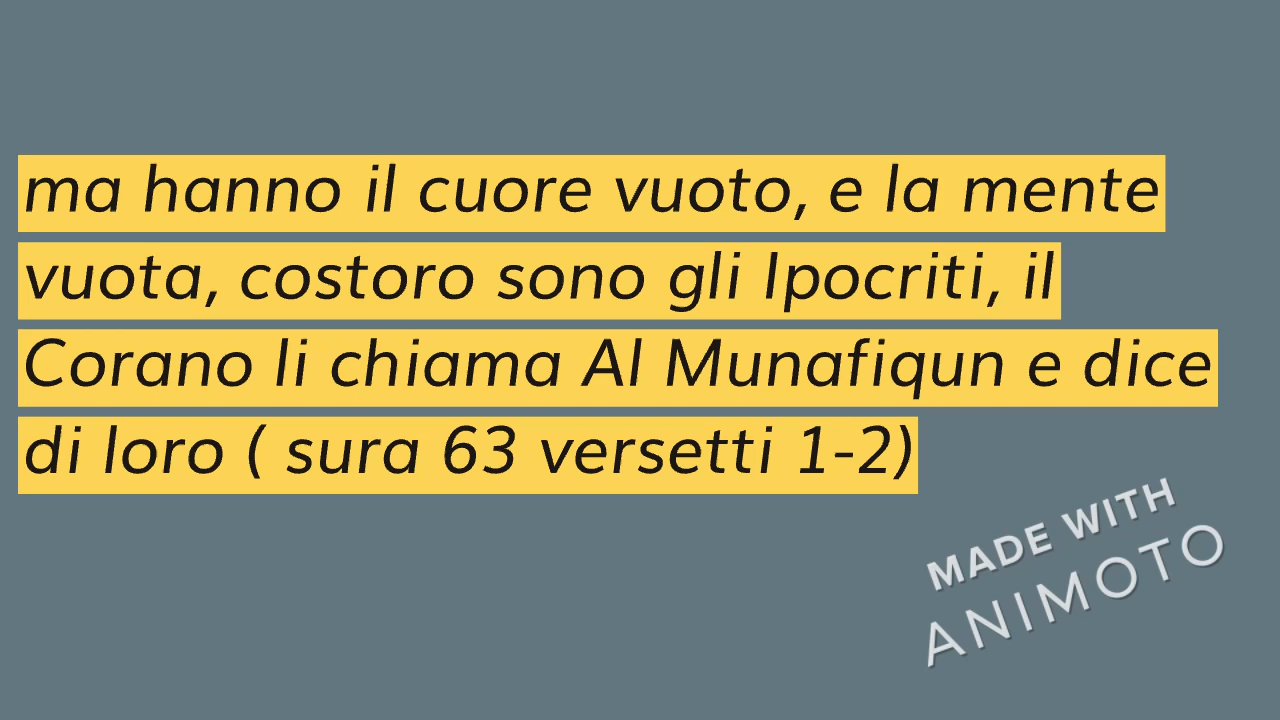 ma hanno il cuore vuoto, e la mente
vuota, costoro sono gli Ipocriti, il
Corano li chiama Al Munafiqun e dice
di loro ( sura 63 versetti 1-2)
MADE WITH
ANIMOTO